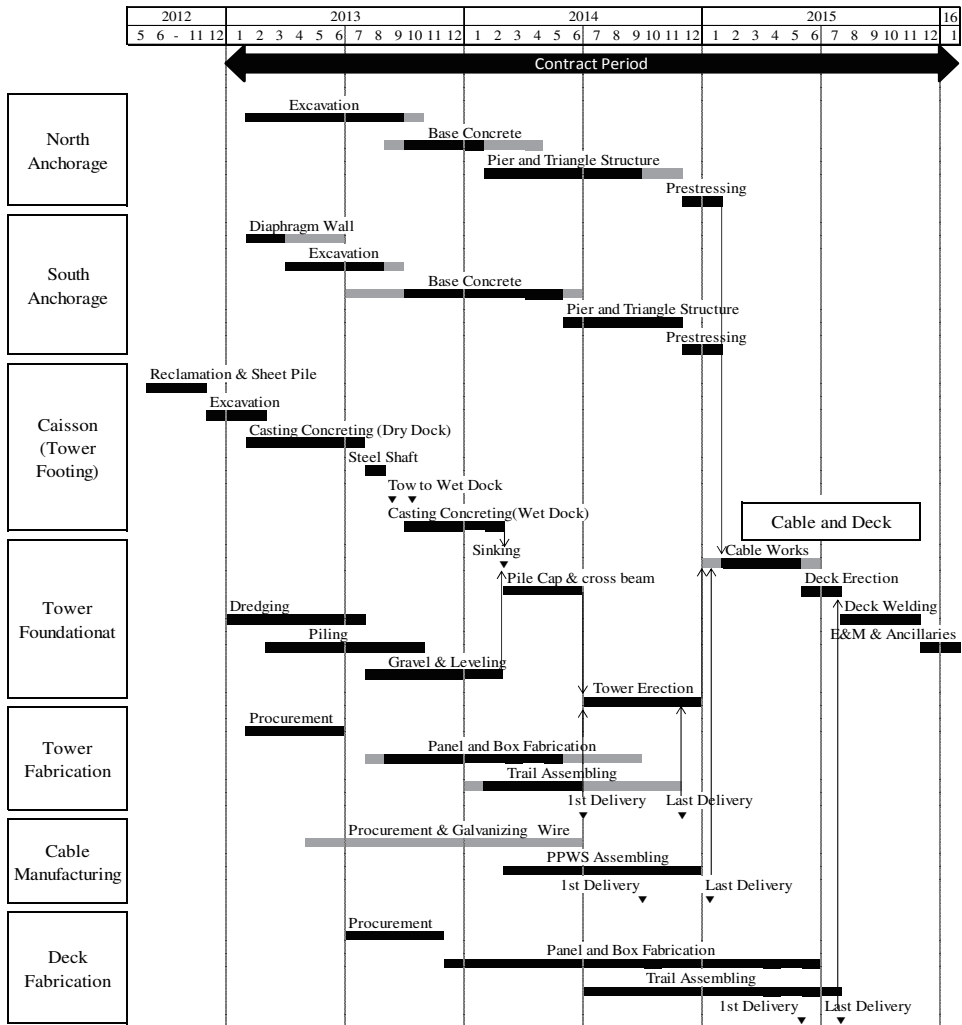 2012 2013 2014 2015 16
5 6 - 11 12 1 2 3 4 5 6 7 8 9 10 11 12 1 2 3 4 5 6 7 8 9 10 11 12 1 2 3 4 5 6 7 8 9 10 11 12 1
Contract Period
North
Anchorage
Excavation
Base Concrete
Pier and Triangle Structure
Prestressing
South
Anchorage
Diaphragm Wall
Excavation
Base Concrete
Pier and Triangle Structure
Prestressing
Caisson
(Tower
Footing)
Reclamation & Sheet Pile
Excavation
Casting Concreting (Dry Dock)
Steel Shaft
Tow to Wet Dock
Casting Concreting(Wet Dock)
Sinking
Cable and Deck
Cable Works
Deck Erection
Deck Welding
E&M & Ancillaries
Tower
Foundationat
Pile Cap & cross beam
Dredging
Piling
Gravel & Leveling
Tower Erection
Tower
Fabrication
Procurement
Panel and Box Fabrication
Trail Assembling
1st Delivery Last Delivery
Cable
Manufacturing
Procurement & Galvanizing Wire
PPWS Assembling
1st Delivery Last Delivery
Deck
Fabrication
Procurement
Panel and Box Fabrication
Trail Assembling
1st Delivery Last Delivery